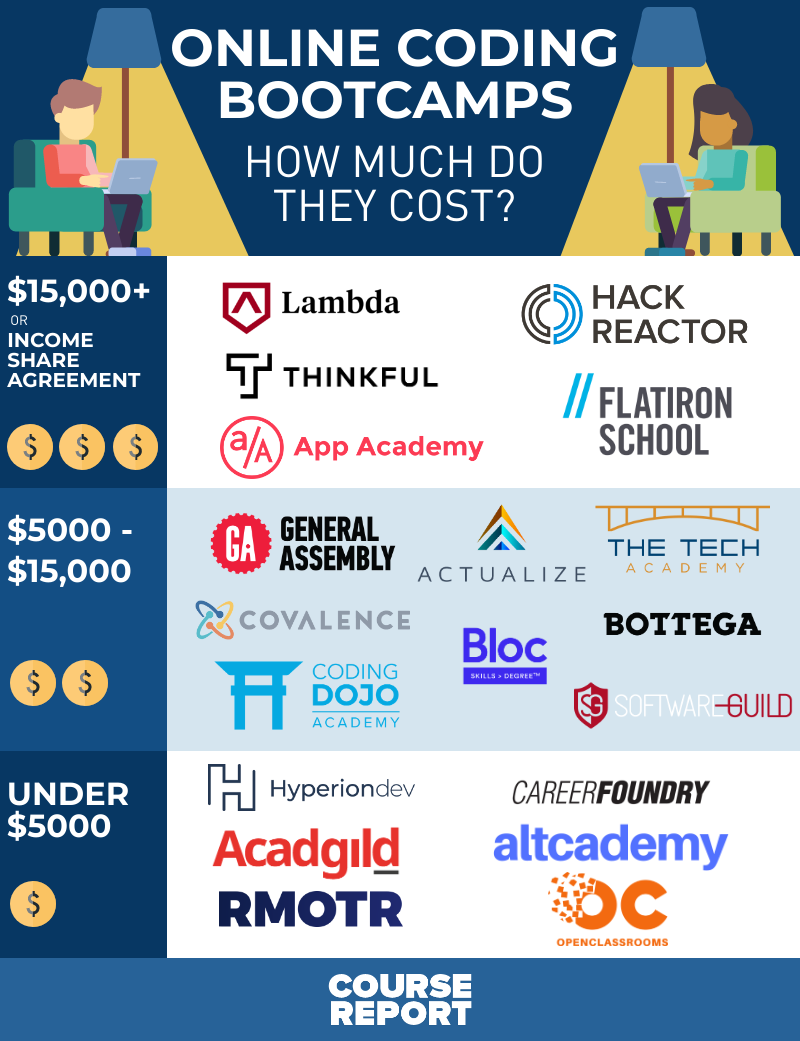 ONLINE CODING
BOOTCAMPS
HOW MUCH DO
THEY COST?
$15,000+
OR
INCOME
SHARE
AGREEMENT
$ $ $
Lambda
HACK
REACTOR
THINKFUL
FLATIRON
SCHOOL
a/A App Academy
$5000 -
$15,000
$ $
GA GENERAL
ASSEMBLY
ACTUALIZE
THE TECH
ACADEMY
COVALENCE
Bloc
SKILLS > DEGREE™
BOTTEGA
CODING
DOJO
ACADEMY
SG SOFTWARE GUILD
UNDER
$5000
$
Hyperiondev
CAREERFOUNDRY
Acadgild
altcademy
RMOTR
OC
OPENCLASSROOMS
COURSE
REPORT